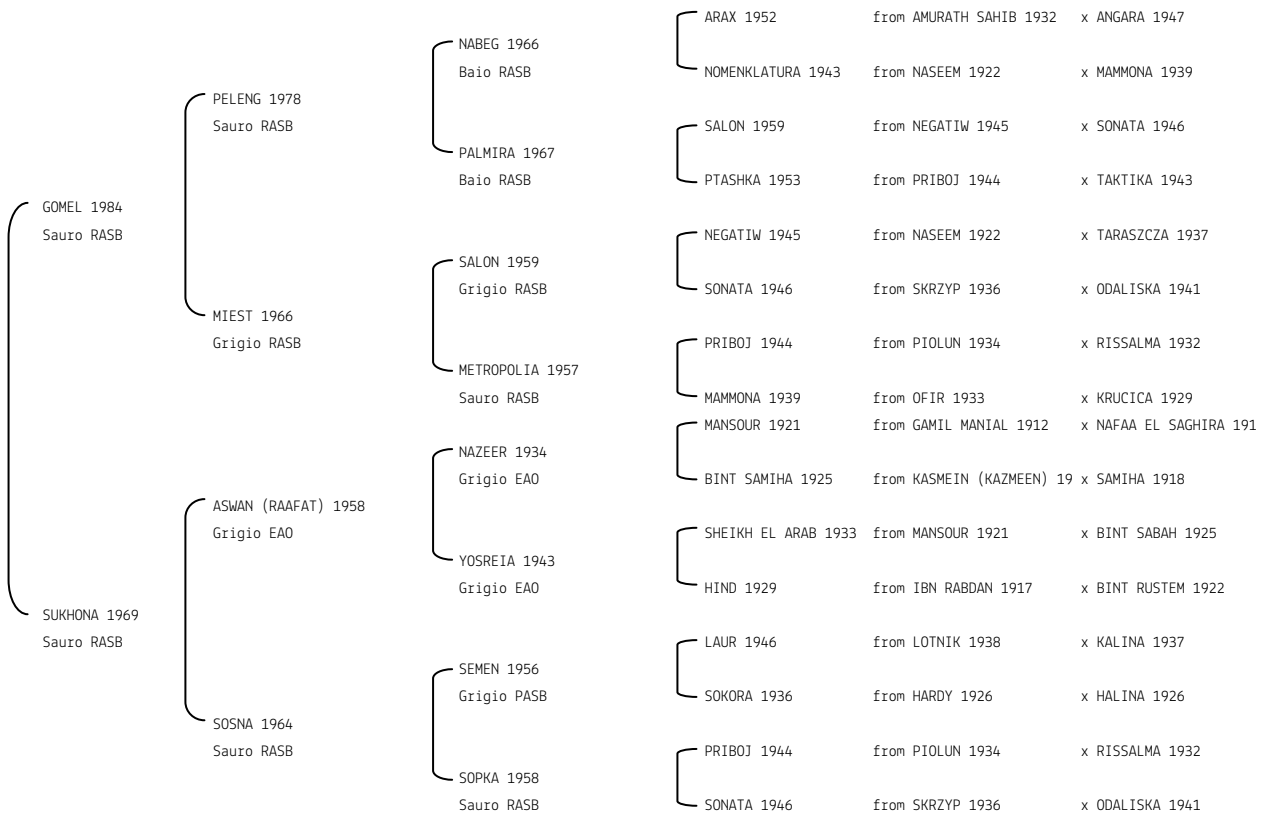 ARAX 1952 from AMURATH SAHIB 1932 x ANGARA 1947
NABEG 1966
Baio RASB NOMENKLATURA 1943 from NASEEM 1922 x MAMMONA 1939
PELENG 1978
Sauro RASB SALON 1959 from NEGATIW 1945 x SONATA 1946
PALMIRA 1967
Baio RASB PTASHKA 1953 from PRIBOJ 1944 x TAKTIKA 1943
GOMEL 1984
Sauro RASB NEGATIW 1945 from NASEEM 1922 x TARASZCZA 1937
SALON 1959
Grigio RASB SONATA 1946 from SKRZYP 1936 x ODALISKA 1941
MIEST 1966
Grigio RASB PRIBOJ 1944 from PIOLUN 1934 x RISSALMA 1932
METROPOLIA 1957
Sauro RASB MAMMONA 1939 from OFIR 1933 x KRUCICA 1929
MANSOUR 1921 from GAMIL MANIAL 1912 x NAFAA EL SAGHIRA 191
NAZEER 1934
Grigio EAO BINT SAMIHA 1925 from KASMEIN (KAZMEEN) 19 x SAMIHA 1918
ASWAN (RAAFAT) 1958
Grigio EAO SHEIKH EL ARAB 1933 from MANSOUR 1921 x BINT SABAH 1925
YOSREIA 1943
Grigio EAO HIND 1929 from IBN RABDAN 1917 x BINT RUSTEM 1922
SUKHONA 1969
Sauro RASB LAUR 1946 from LOTNIK 1938 x KALINA 1937
SEMEN 1956
Grigio PASB SOKORA 1936 from HARDY 1926 x HALINA 1926
SOSNA 1964
Sauro RASB PRIBOJ 1944 from PIOLUN 1934 x RISSALMA 1932
SOPKA 1958
Sauro RASB SONATA 1946 from SKRZYP 1936 x ODALISKA 1941